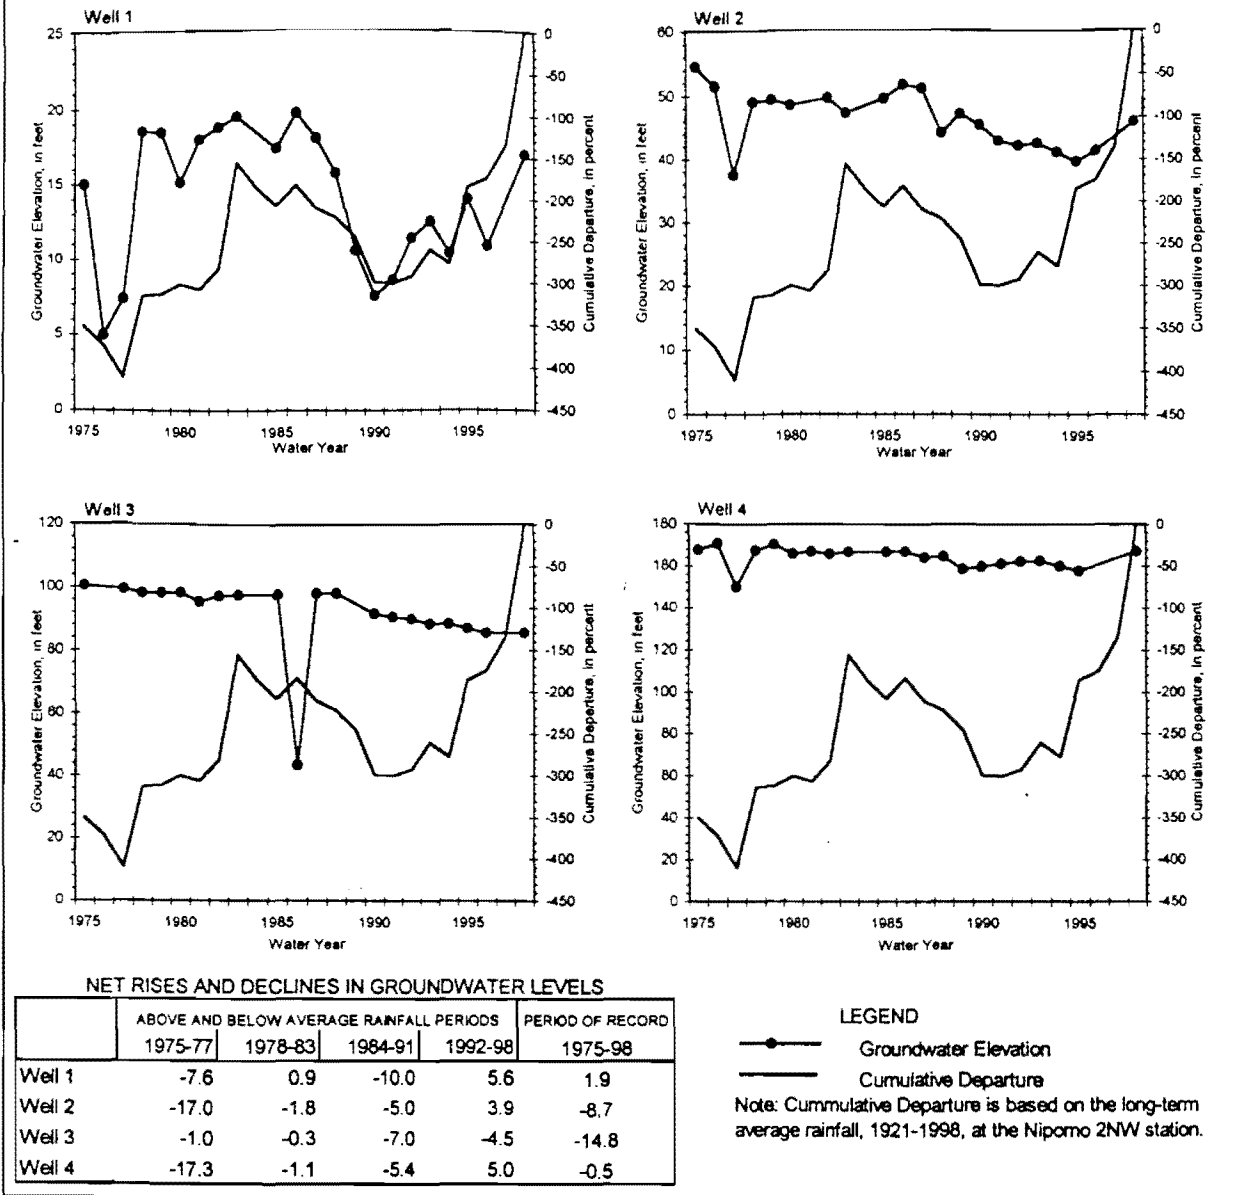 Well 1
25
20
15
10
5
0
Groundwater Elevation, in feet
0
-50
-100
-150
-200
-250
-300
-350
-400
-450
Cumulative Departure, in percent
1975 1980 1985 1990 1995
Water Year
Well 2
60
50
40
30
20
10
0
Groundwater Elevation, in feet
0
-50
-100
-150
-200
-250
-300
-350
-400
-450
Cumulative Departure, in percent
1975 1980 1985 1990 1995
Water Year
Well 3
120
100
80
60
40
20
0
Groundwater Elevation, in feet
0
-50
-100
-150
-200
-250
-300
-350
-400
-450
Cumulative Departure, in percent
1975 1980 1985 1990 1995
Water Year
Well 4
180
160
140
120
100
80
60
40
20
0
Groundwater Elevation, in feet
0
-50
-100
-150
-200
-250
-300
-350
-400
-450
Cumulative Departure, in percent
1975 1980 1985 1990 1995
Water Year
NET RISES AND DECLINES IN GROUNDWATER LEVELS
ABOVE AND BELOW AVERAGE RAINFALL PERIODS PERIOD OF RECORD
1975-77 1978-83 1984-91 1992-98 1975-98
Well 1 -7.6 0.9 -10.0 5.6 1.9
Well 2 -17.0 -1.8 -5.0 3.9 -8.7
Well 3 -1.0 -0.3 -7.0 -4.5 -14.8
Well 4 -17.3 -1.1 -5.4 5.0 -0.5
LEGEND
Groundwater Elevation
Cumulative Departure
Note: Cummulative Departure is based on the long-term
average rainfall, 1921-1998, at the Nipomo 2NW station.